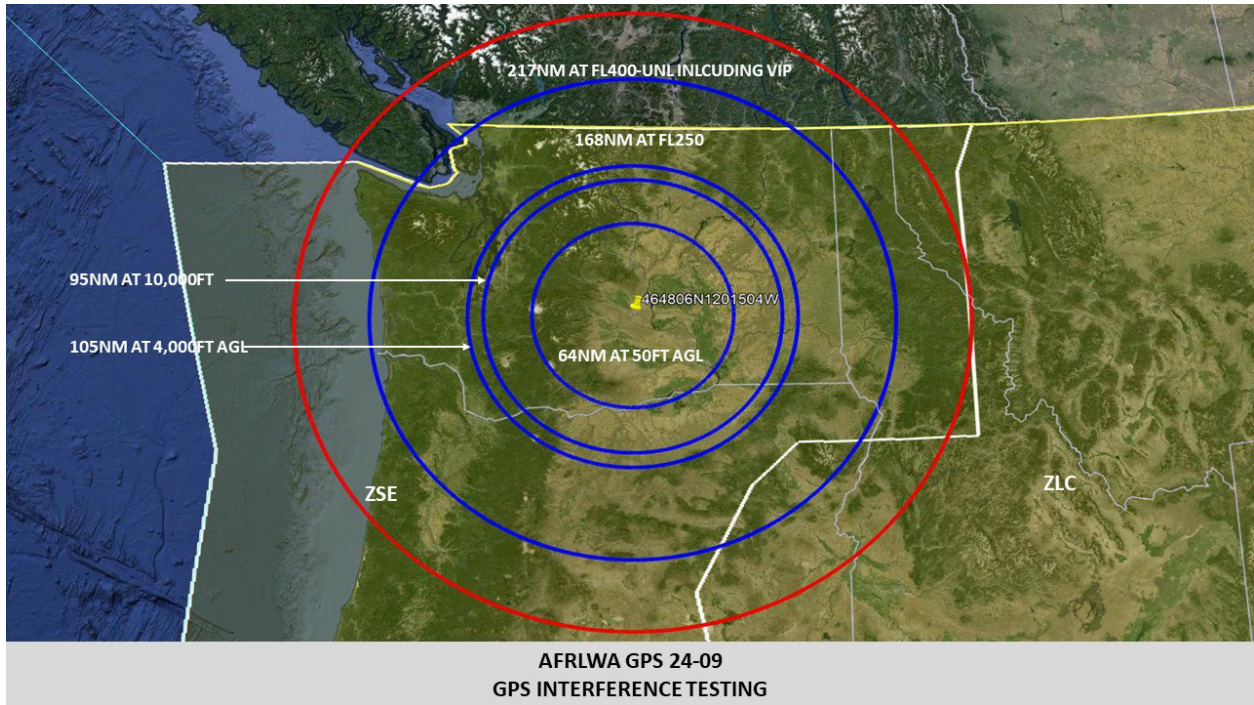 217NM AT FL400-UNL INLCUDING VIP
168NM AT FL250
95NM AT 10,000FT
464806N1201504W
105NM AT 4,000FT AGL
64NM AT 50FT AGL
ZSE
ZLC
AFRLWA GPS 24-09
GPS INTERFERENCE TESTING